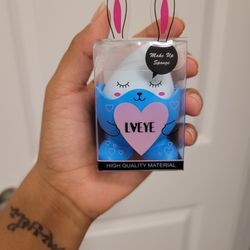 Make Up
Sponge
LVEYE
HIGH QUALITY MATERIAL